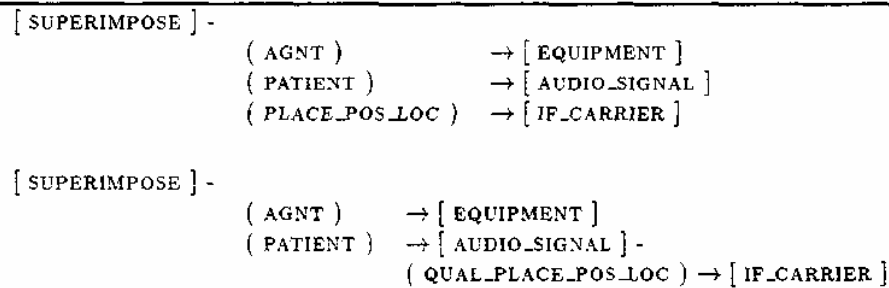 [ SUPERIMPOSE ] -
( AGNT ) → [ EQUIPMENT ]
( PATIENT ) → [ AUDIO_SIGNAL ]
( PLACE_POS_LOC ) → [ IF_CARRIER ]
[ SUPERIMPOSE ] -
( AGNT ) → [ EQUIPMENT ]
( PATIENT ) → [ AUDIO_SIGNAL ] -
( QUAL_PLACE_POS_LOC ) → [ IF_CARRIER ]